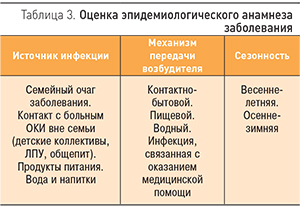 Таблица 3. Оценка эпидемиологического анамнеза
заболевания
Источник инфекции
Механизм
передачи
возбудителя
Сезонность
Семейный очаг
заболевания.
Контакт с больным
ОКИ вне семьи
(детские коллективы,
ЛПУ, общепит).
Продукты питания.
Вода и напитки
Контактно-
бытовой.
Пищевой.
Водный.
Инфекция,
связанная с
оказанием
медицинской
помощи
Весенне-
летняя.
Осенне-
зимняя